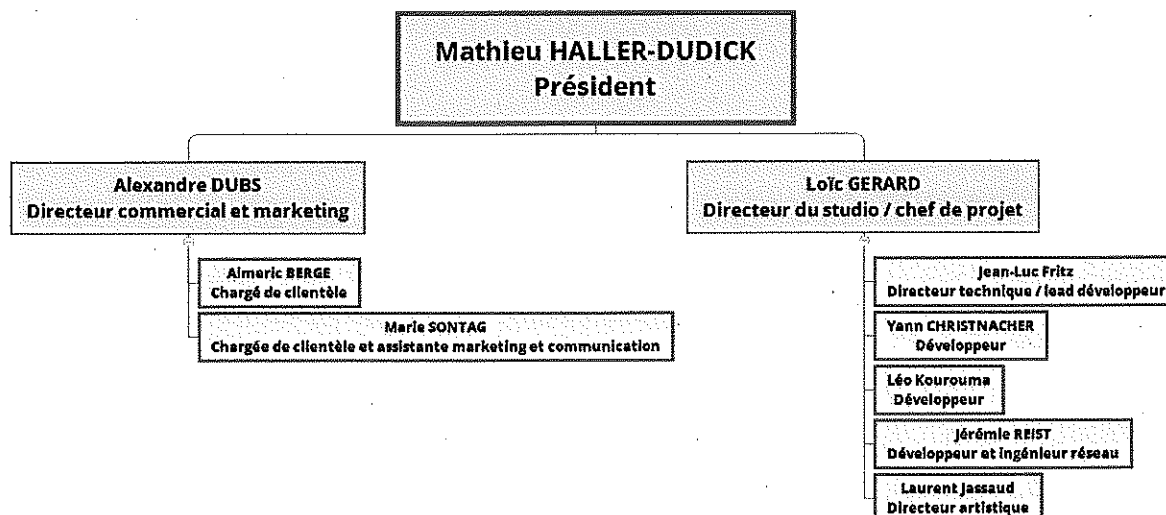 Mathieu HALLER-DUDICK
Président
Alexandre DUBS
Directeur commercial et marketing
Loïc GERARD
Directeur du studio / chef de projet
Aimeric BERGE
Chargé de clientèle
Marie SONTAG
Chargée de clientèle et assistante marketing et communication
Jean-Luc Fritz
Directeur technique / lead développeur
Yann CHRISTNACHER
Développeur
Léo Kourouma
Développeur
Jérémie REIST
Développeur et ingénieur réseau
Laurent Jassaud
Directeur artistique